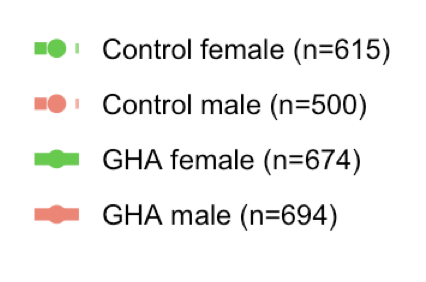 Control female (n=615)
Control male (n=500)
GHA female (n=674)
GHA male (n=694)